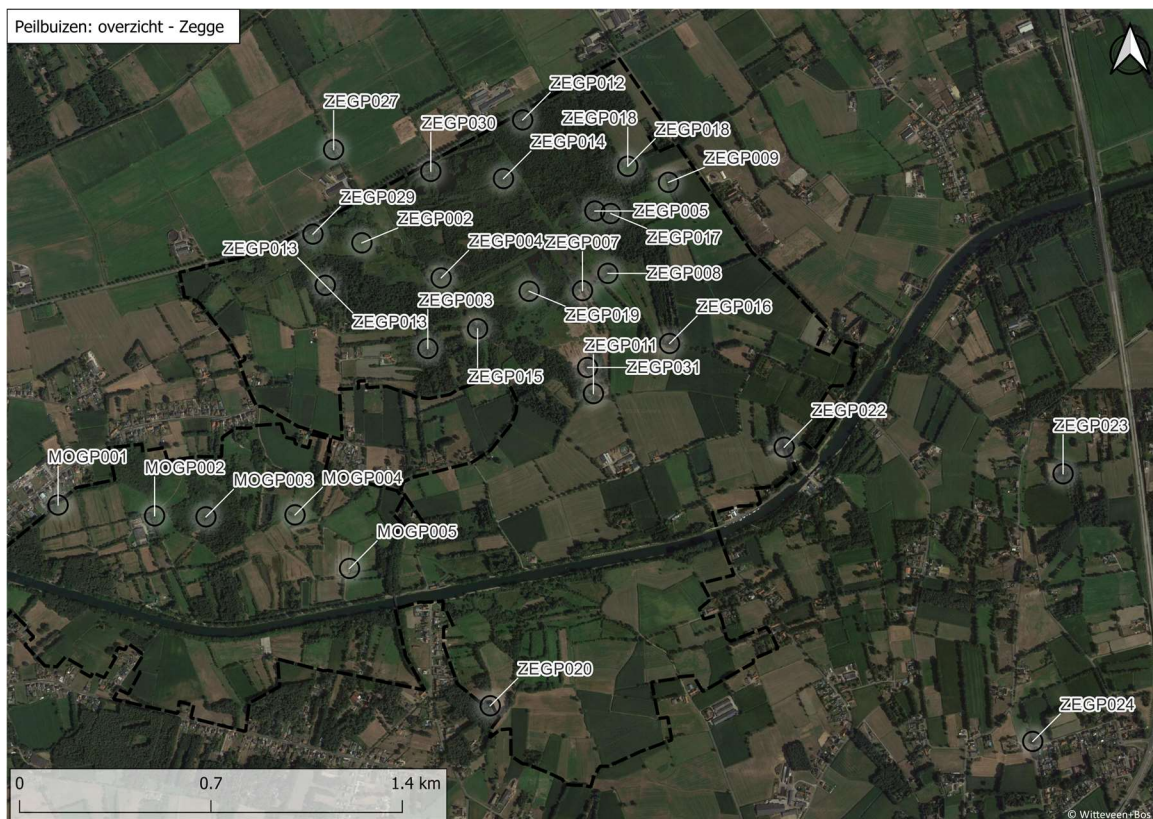 Peilbuizen: overzicht - Zegge
ZEGP012
ZEGP027
ZEGP030
ZEGP018
ZEGP018
ZEGP014
ZEGP009
ZEGP029
ZEGP002
ZEGP005
ZEGP013
ZEGP004
ZEGP007
ZEGP017
ZEGP008
ZEGP003
ZEGP013
ZEGP019
ZEGP016
ZEGP011
ZEGP015
ZEGP031
ZEGP022
ZEGP023
MOGP001
MOGP002
MOGP003
MOGP004
MOGP005
ZEGP020
ZEGP024
0 0.7 1.4 km
© Witteveen+Bos